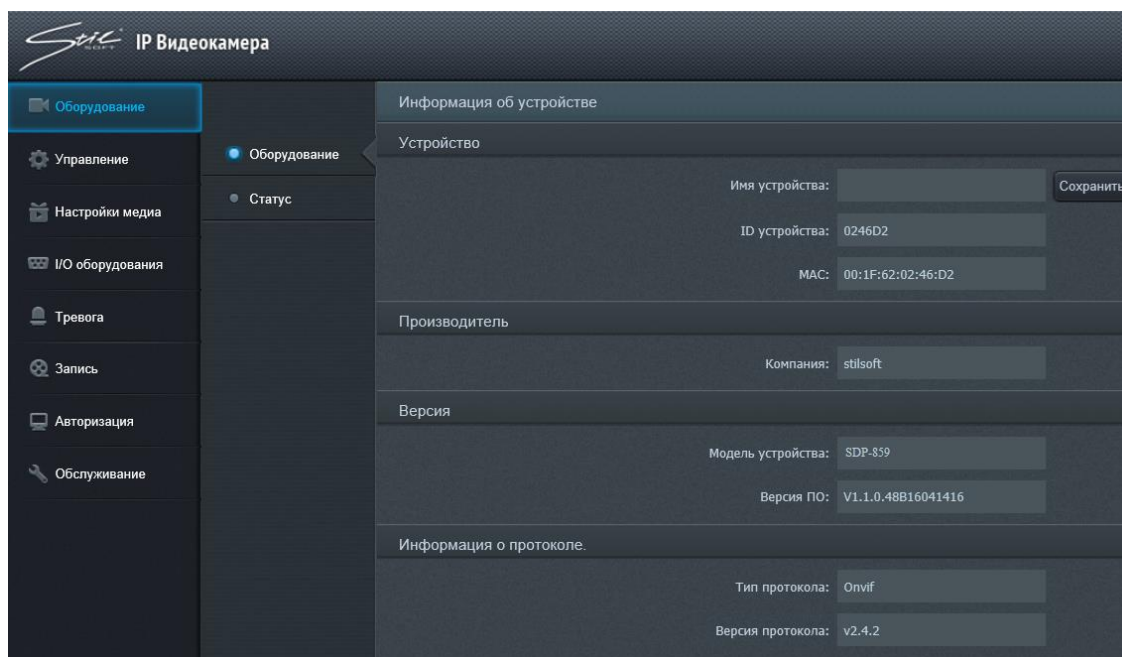 Stil SOFT IP Видеокамера
Оборудование
Управление
Настройки медиа
I/O оборудования
Тревога
Запись
Авторизация
Обслуживание
Оборудование
Статус
Информация об устройстве
Устройство
Имя устройства: Сохранить
ID устройства: 0246D2
MAC: 00:1F:62:02:46:D2
Производитель
Компания: stilsoft
Версия
Модель устройства: SDP-859
Версия ПО: V1.1.0.48B16041416
Информация о протоколе.
Тип протокола: Onvif
Версия протокола: v2.4.2